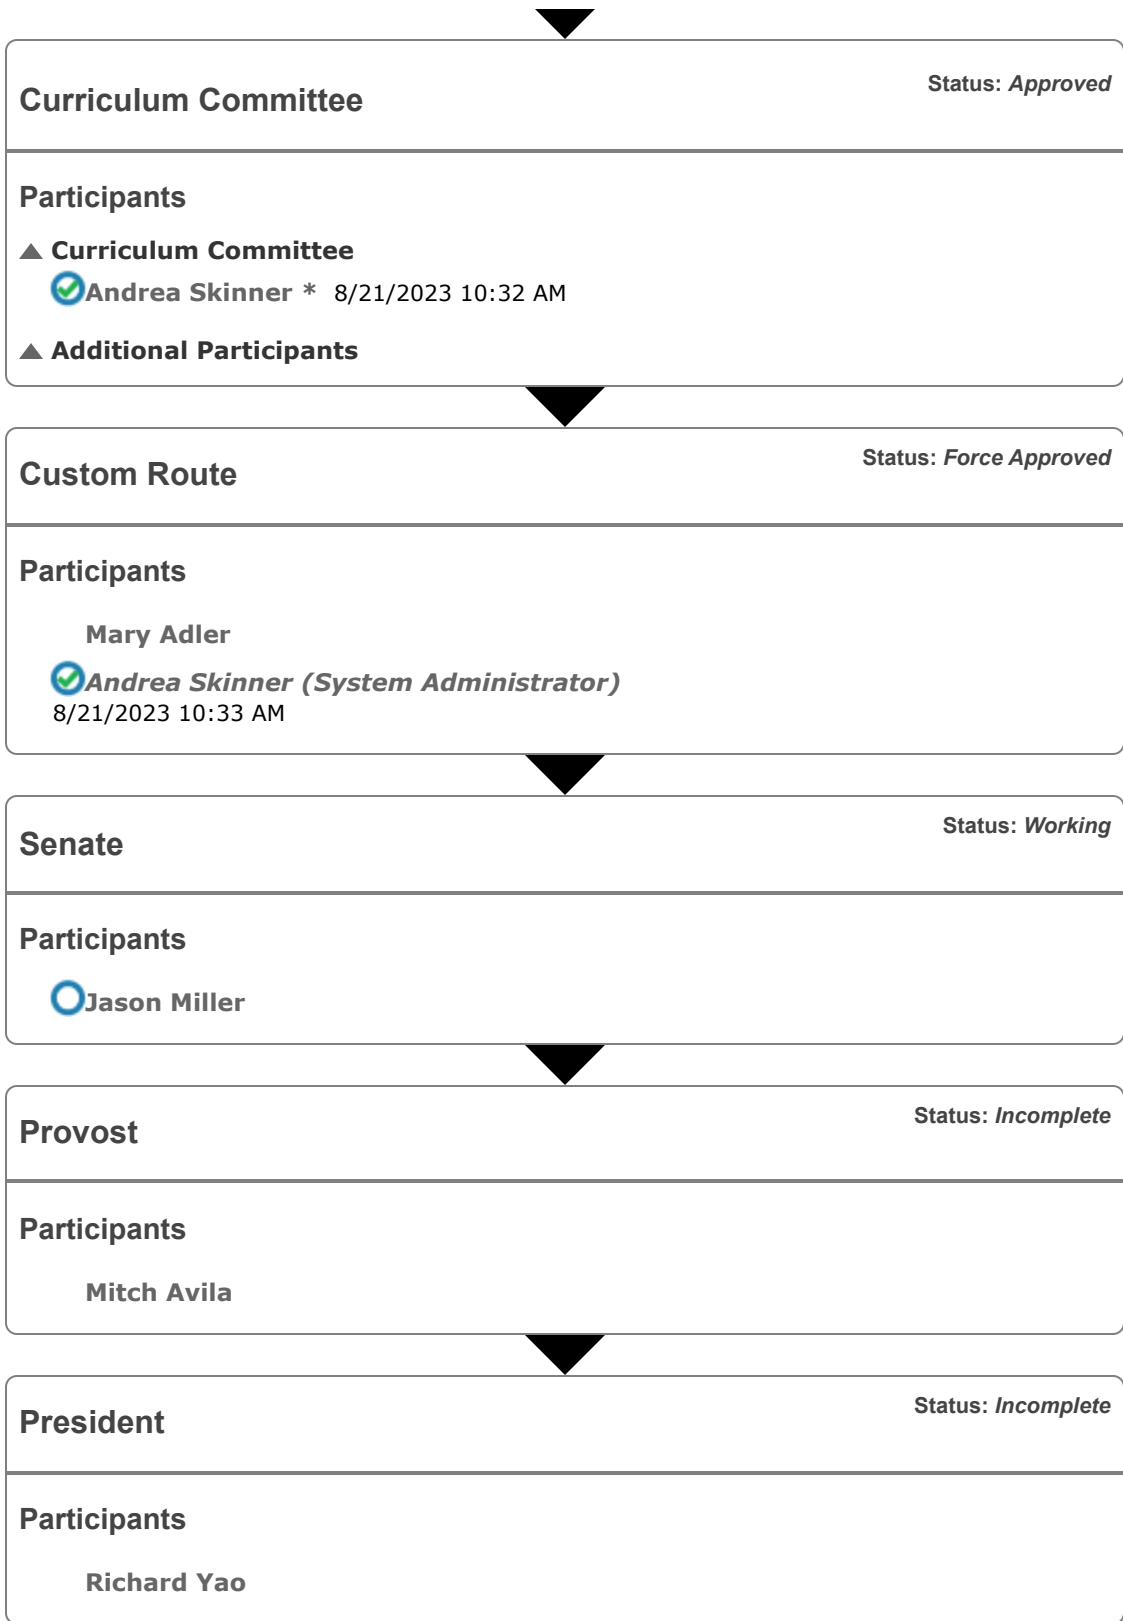 Curriculum Committee
Status: Approved
Participants
Curriculum Committee
Andrea Skinner * 8/21/2023 10:32 AM
Additional Participants
Custom Route
Status: Force Approved
Participants
Mary Adler
Andrea Skinner (System Administrator)
8/21/2023 10:33 AM
Senate
Status: Working
Participants
Jason Miller
Provost
Status: Incomplete
Participants
Mitch Avila
President
Status: Incomplete
Participants
Richard Yao